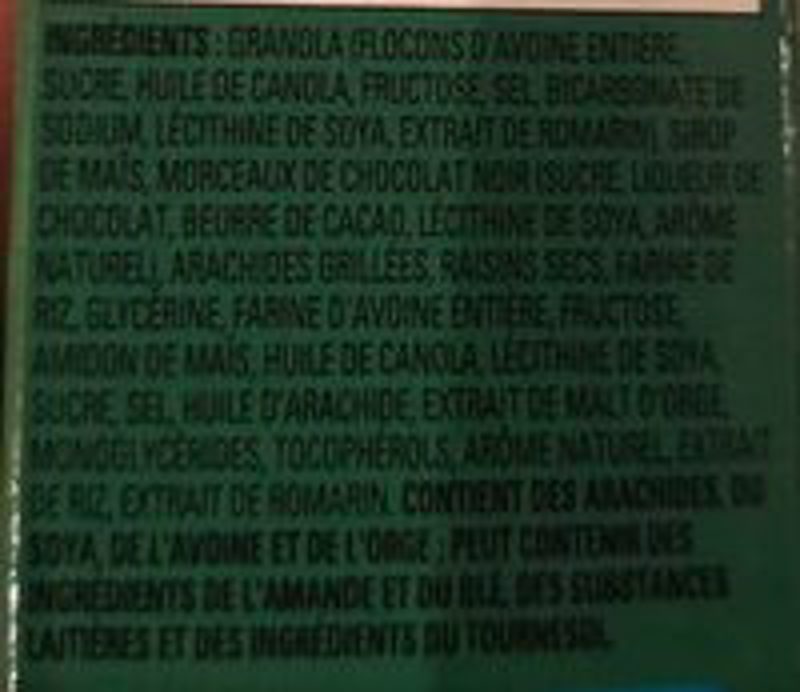 INGRÉDIENTS : GRANOLA (FLOCONS D'AVOINE ENTIÈRE,
SUCRE, HUILE DE CANOLA, FRUCTOSE, SEL, BICARBONATE DE
SODIUM, LÉCITHINE DE SOYA, EXTRAIT DE ROMARIN), SIROP
DE MAÏS, MORCEAUX DE CHOCOLAT NOIR (SUCRE, LIQUEUR DE
CHOCOLAT, BEURRE DE CACAO, LÉCITHINE DE SOYA, ARÔME
NATUREL), ARACHIDES GRILLÉES, RAISINS SECS, FARINE DE
RIZ, GLYCÉRINE, FARINE D'AVOINE ENTIÈRE, FRUCTOSE,
AMIDON DE MAÏS, HUILE DE CANOLA, LÉCITHINE DE SOYA,
SUCRE, SEL, HUILE D'ARACHIDE, EXTRAIT DE MALT D'ORGE,
MONOGLYCÉRIDES, TOCOPHÉROLS, ARÔME NATUREL, EXTRAIT
DE RIZ, EXTRAIT DE ROMARIN. CONTIENT DES ARACHIDES, DU
SOYA, DE L'AVOINE ET DE L'ORGE ; PEUT CONTENIR DES
INGRÉDIENTS DE L'AMANDE ET DU BLÉ, DES SUBSTANCES
LAITIÈRES ET DES INGRÉDIENTS DU TOURNESOL.